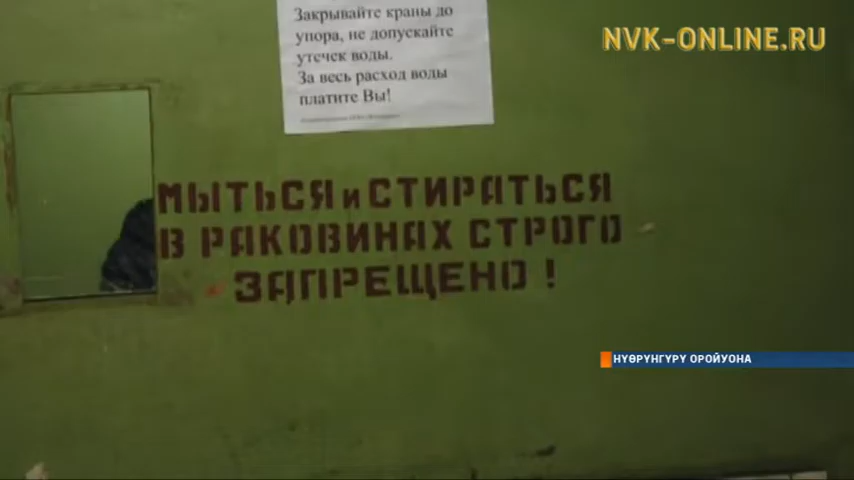 Закрывайте краны до
упора, не допускайте
утечек воды.
За весь расход воды
платите Вы!
NVK-ONLINE.RU
МЫТЬСЯ и СТИРАТЬСЯ
В РАКОВИНАХ СТРОГО
ЗАПРЕЩЕНО !
НҮӨРҮНГҮРҮ ОРОЙУОНА